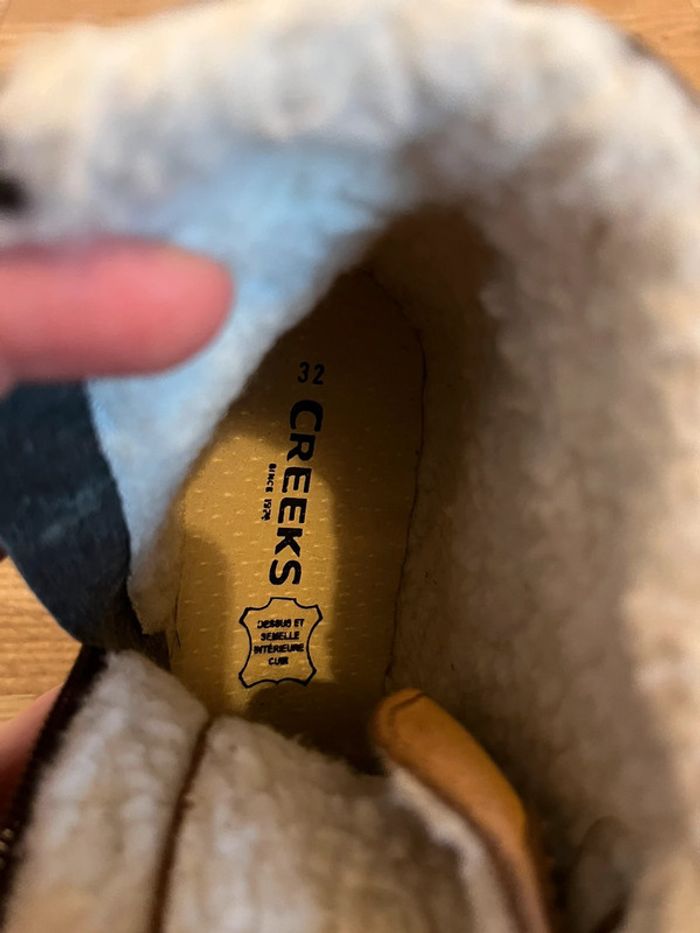 32
CREEKS
SINCE 1974
DESSUS ET
SEMELLE
INTÉRIEURE
CUIR